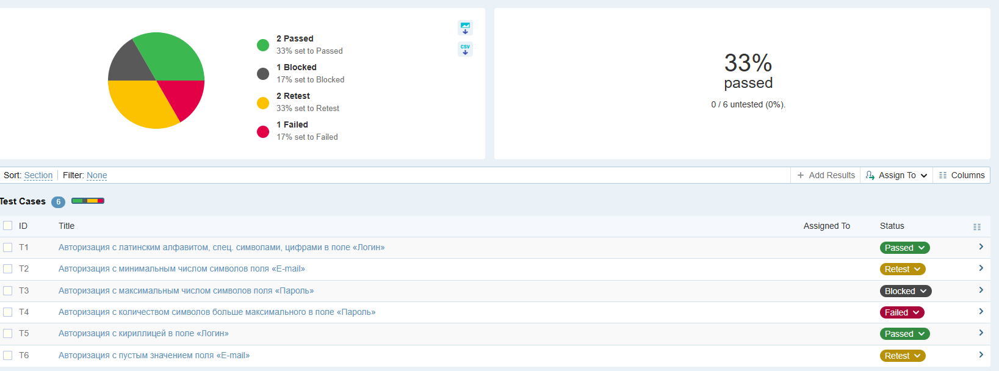 2 Passed
33% set to Passed
1 Blocked
17% set to Blocked
2 Retest
33% set to Retest
1 Failed
17% set to Failed
CSV
33%
passed
0 / 6 untested (0%).
Sort: Section Filter: None + Add Results Assign To Columns
Test Cases 6
ID Title Assigned To Status
T1 Авторизация с латинским алфавитом, спец. символами, цифрами в поле «Логин» Passed
T2 Авторизация с минимальным числом символов поля «E-mail» Retest
T3 Авторизация с максимальным числом символов поля «Пароль» Blocked
T4 Авторизация с количеством символов больше максимального в поле «Пароль» Failed
T5 Авторизация с кириллицей в поле «Логин» Passed
T6 Авторизация с пустым значением поля «E-mail» Retest